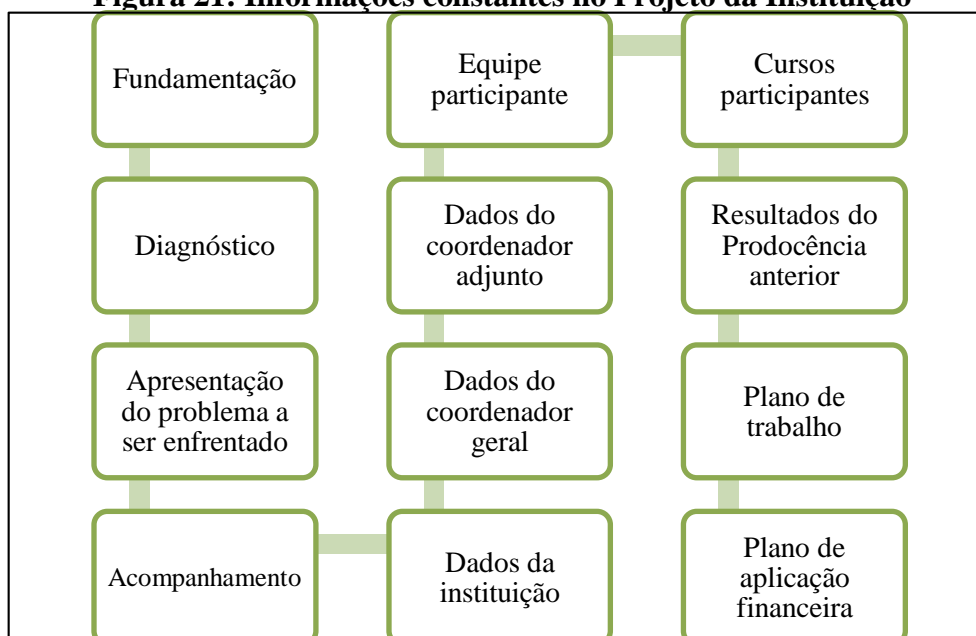 Figura 21: Informações constantes no Projeto da Instituição
Fundamentação
Diagnóstico
Apresentação
do problema a
ser enfrentado
Acompanhamento
Dados da
instituição
Dados do
coordenador
geral
Dados do
coordenador
adjunto
Equipe
participante
Cursos
participantes
Resultados do
Prodocência
anterior
Plano de
trabalho
Plano de
aplicação
financeira